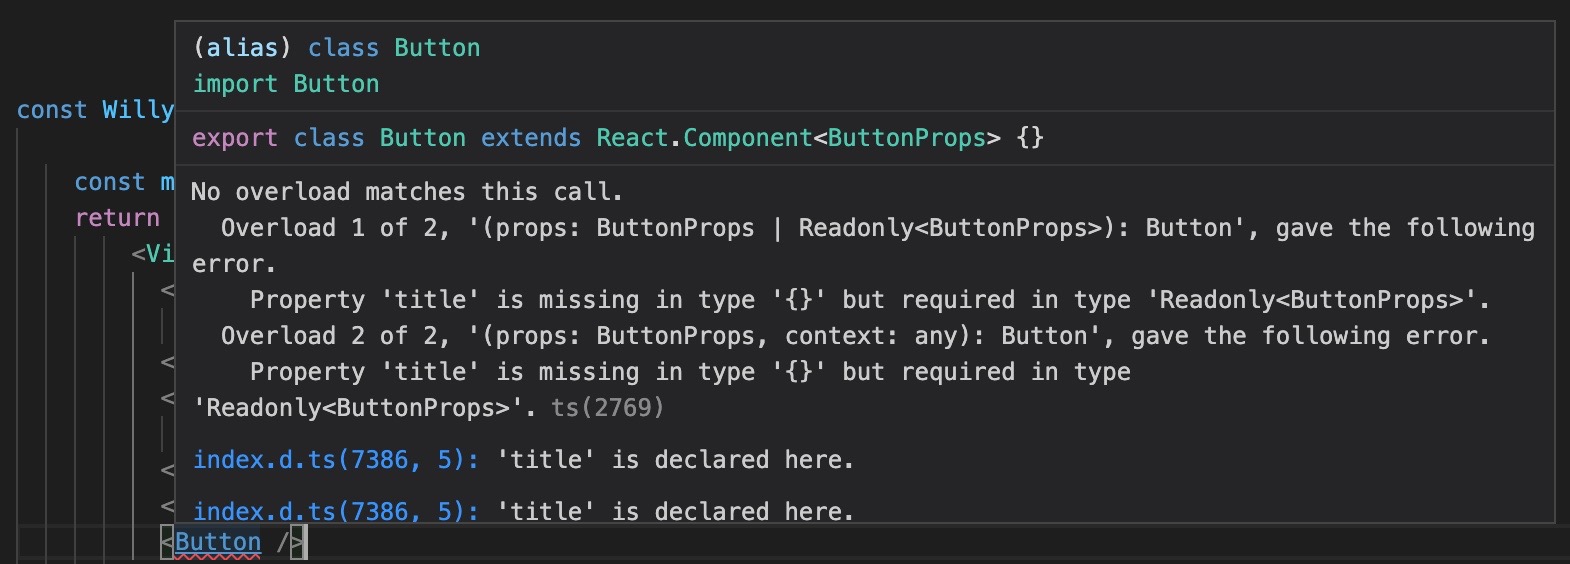 (alias) class Button
import Button
const Willy
export class Button extends React.Component<ButtonProps> {}
const m
No overload matches this call.
return
Overload 1 of 2, '(props: ButtonProps | Readonly<ButtonProps>): Button', gave the following
<Vi
error.
<
Property 'title' is missing in type '{}' but required in type 'Readonly<ButtonProps>'.
Overload 2 of 2, '(props: ButtonProps, context: any): Button', gave the following error.
<
Property 'title' is missing in type '{}' but required in type
<
'Readonly<ButtonProps>'. ts(2769)
<
index.d.ts(7386, 5): 'title' is declared here.
<
index.d.ts(7386, 5): 'title' is declared here.
<Button />